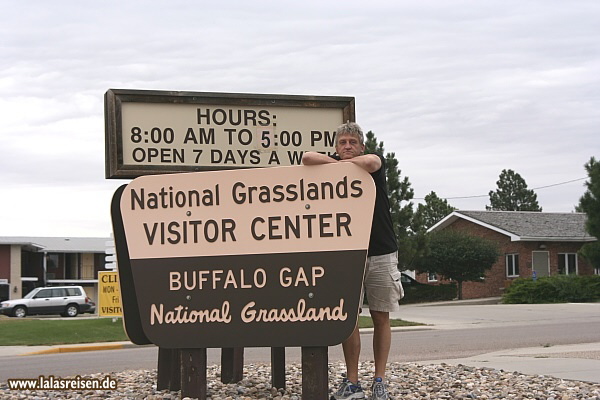 HOURS:
8:00 AM TO 5:00 PM
OPEN 7 DAYS A WEEK
National Grasslands
VISITOR CENTER
BUFFALO GAP
National Grassland
www.lalasreisen.de